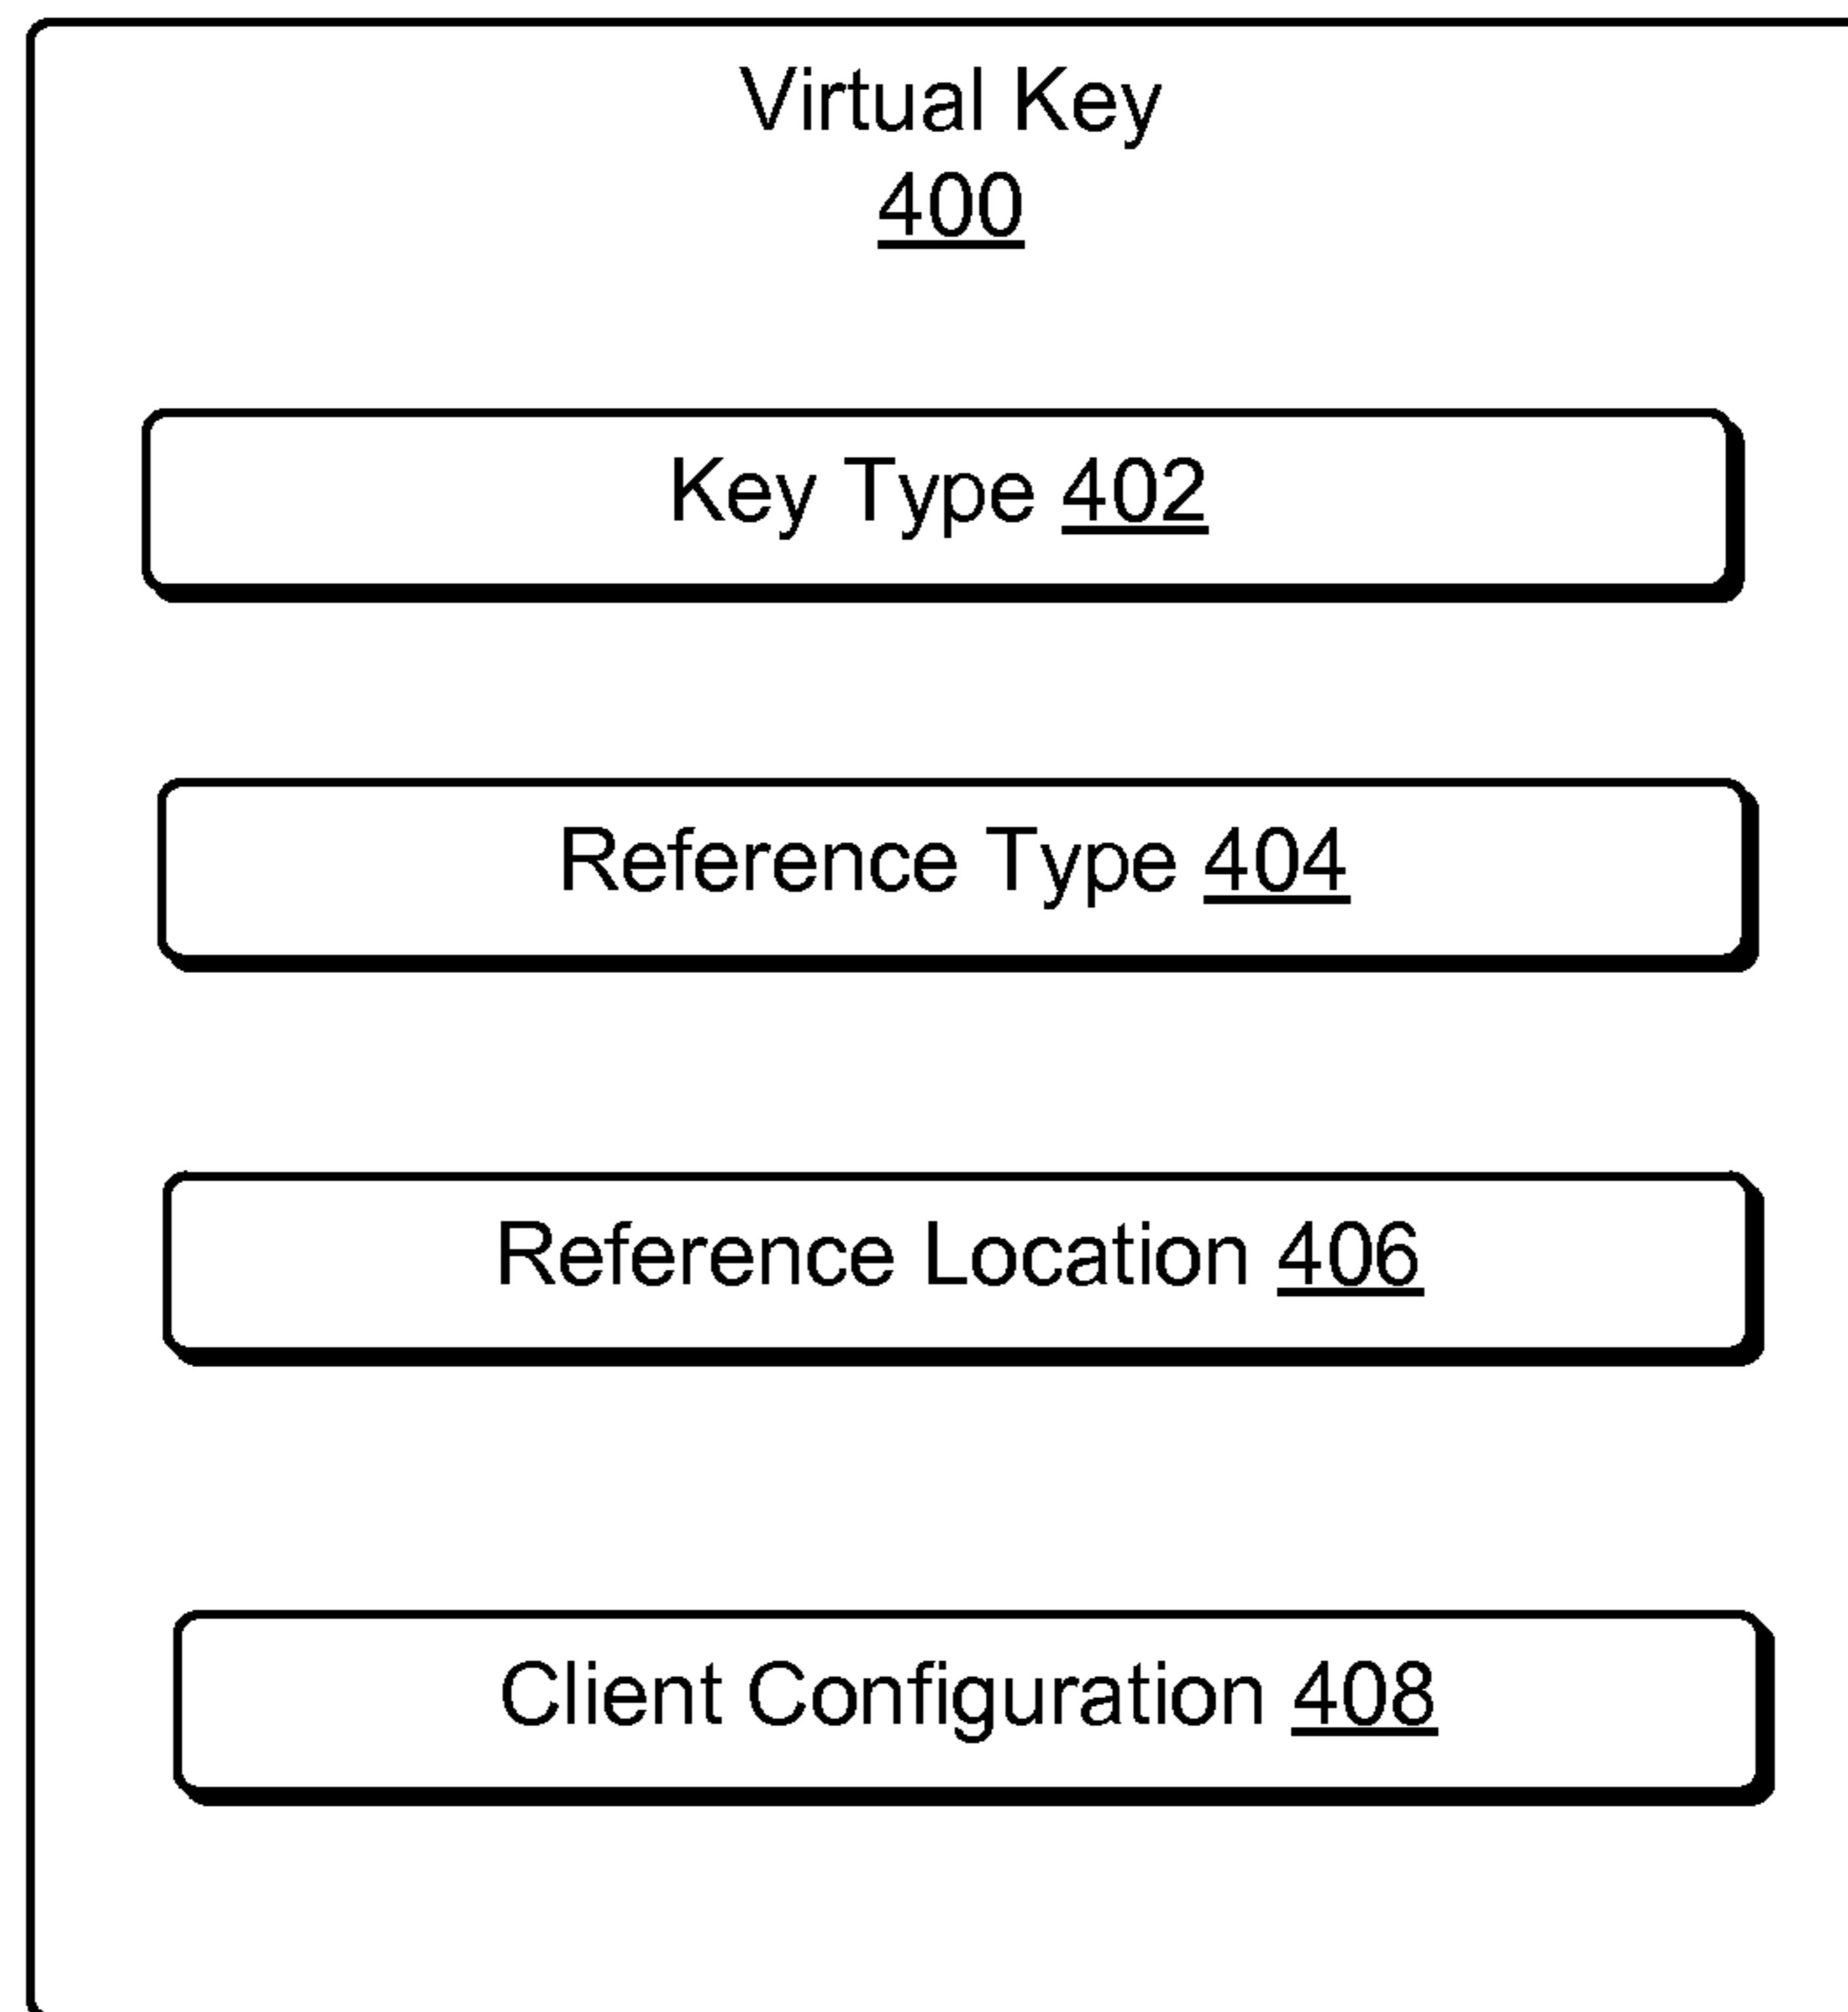 Virtual Key
400
Key Type 402
Reference Type 404
Reference Location 406
Client Configuration 408